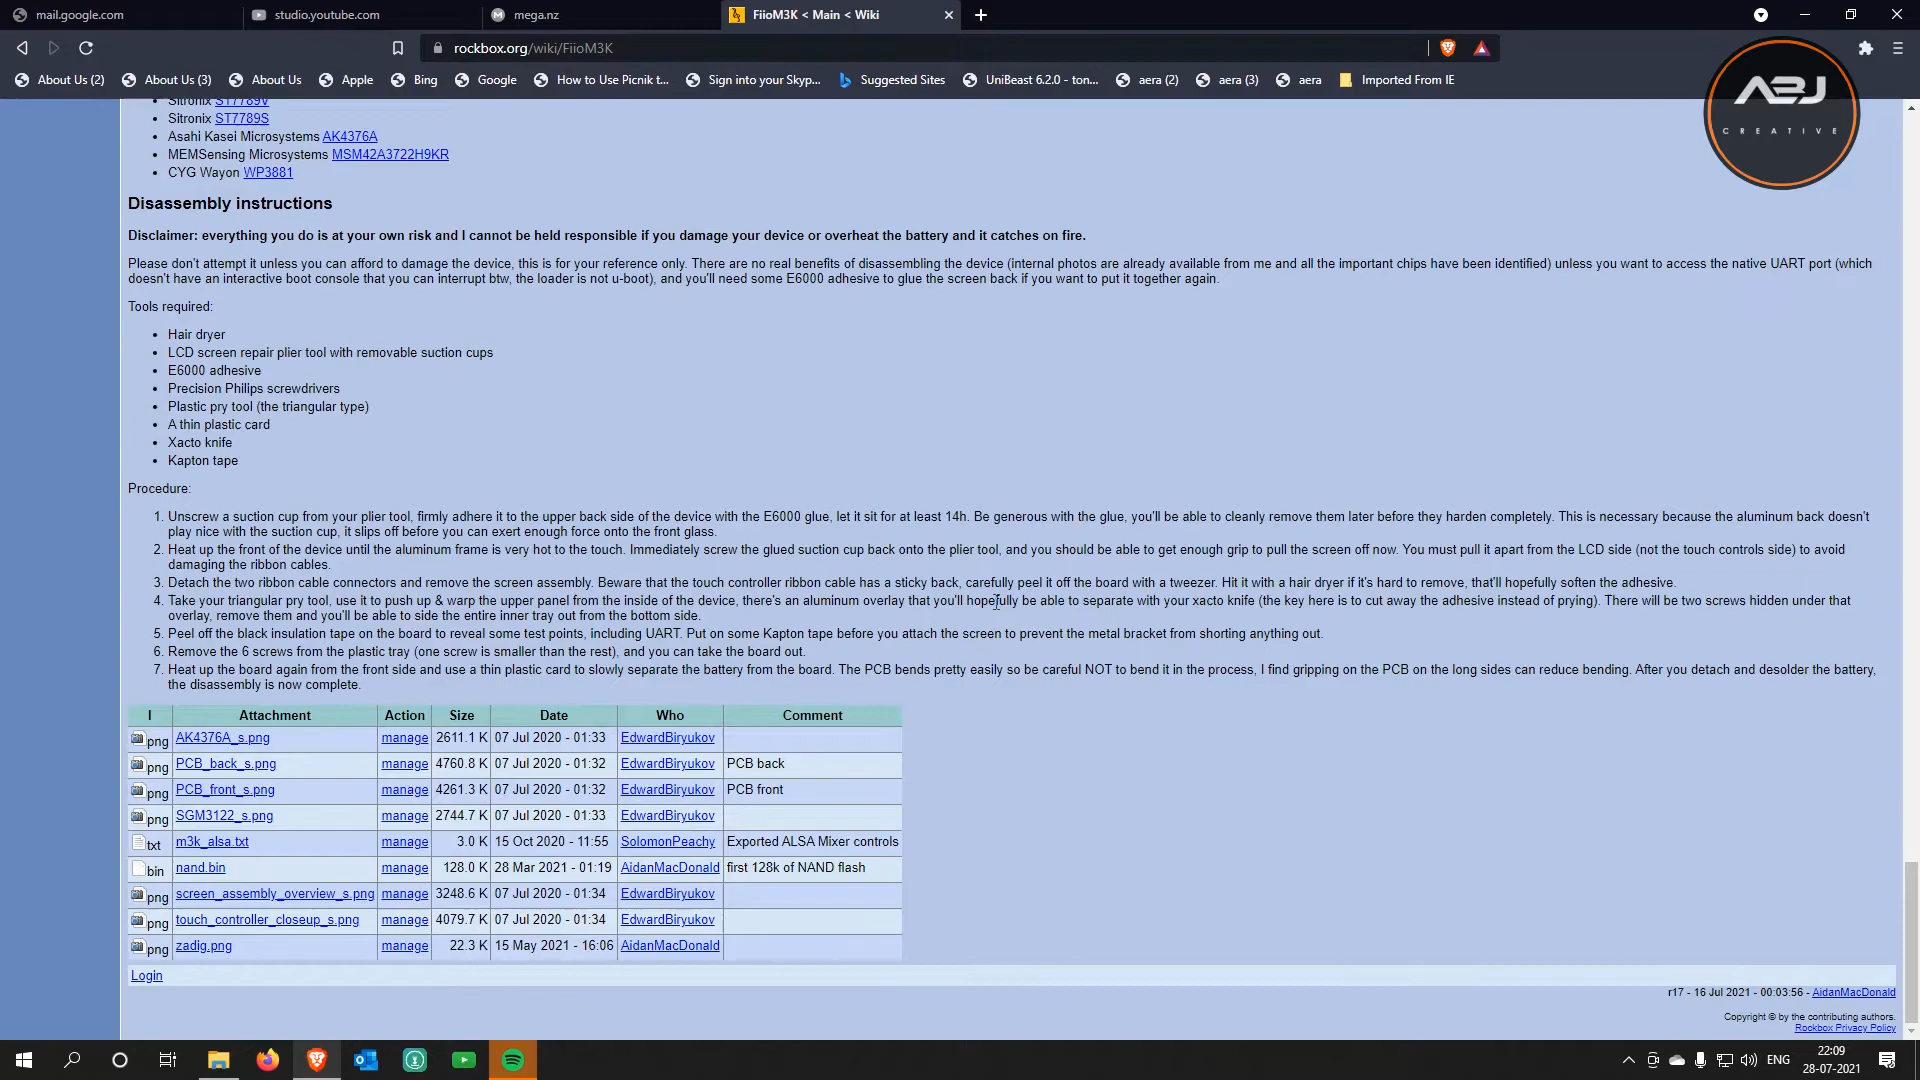 mail.google.com
studio.youtube.com
mega.nz
FiioM3K < Main < Wiki
rockbox.org/wiki/FiioM3K
About Us (2)
About Us (3)
About Us
Apple
Bing
Google
How to Use Picnik t...
Sign into your Skyp...
Suggested Sites
UniBeast 6.2.0 - ton...
aera (2)
aera (3)
aera
Imported From IE
ABJ
CREATIVE
Sitronix ST7789V
Sitronix ST7789S
Asahi Kasei Microsystems AK4376A
MEMSensing Microsystems MSM42A3722H9KR
CYG Wayon WP3881
Disassembly instructions
Disclaimer: everything you do is at your own risk and I cannot be held responsible if you damage your device or overheat the battery and it catches on fire.
Please don't attempt it unless you can afford to damage the device, this is for your reference only. There are no real benefits of disassembling the device (internal photos are already available from me and all the important chips have been identified) unless you want to access the native UART port (which
doesn't have an interactive boot console that you can interrupt btw, the loader is not u-boot), and you'll need some E6000 adhesive to glue the screen back if you want to put it together again.
Tools required:
Hair dryer
LCD screen repair plier tool with removable suction cups
E6000 adhesive
Precision Philips screwdrivers
Plastic pry tool (the triangular type)
A thin plastic card
Xacto knife
Kapton tape
Procedure:
1. Unscrew a suction cup from your plier tool, firmly adhere it to the upper back side of the device with the E6000 glue, let it sit for at least 14h. Be generous with the glue, you'll be able to cleanly remove them later before they harden completely. This is necessary because the aluminum back doesn't
play nice with the suction cup, it slips off before you can exert enough force onto the front glass.
2. Heat up the front of the device until the aluminum frame is very hot to the touch. Immediately screw the glued suction cup back onto the plier tool, and you should be able to get enough grip to pull the screen off now. You must pull it apart from the LCD side (not the touch controls side) to avoid
damaging the ribbon cables.
3. Detach the two ribbon cable connectors and remove the screen assembly. Beware that the touch controller ribbon cable has a sticky back, carefully peel it off the board with a tweezer. Hit it with a hair dryer if it's hard to remove, that'll hopefully soften the adhesive.
4. Take your triangular pry tool, use it to push up & warp the upper panel from the inside of the device, there's an aluminum overlay that you'll hopefully be able to separate with your xacto knife (the key here is to cut away the adhesive instead of prying). There will be two screws hidden under that
overlay, remove them and you'll be able to side the entire inner tray out from the bottom side.
5. Peel off the black insulation tape on the board to reveal some test points, including UART. Put on some Kapton tape before you attach the screen to prevent the metal bracket from shorting anything out.
6. Remove the 6 screws from the plastic tray (one screw is smaller than the rest), and you can take the board out.
7. Heat up the board again from the front side and use a thin plastic card to slowly separate the battery from the board. The PCB bends pretty easily so be careful NOT to bend it in the process, I find gripping on the PCB on the long sides can reduce bending. After you detach and desolder the battery,
the disassembly is now complete.
I Attachment Action Size Date Who Comment
png AK4376A_s.png manage 2611.1 K 07 Jul 2020 - 01:33 EdwardBiryukov
png PCB_back_s.png manage 4760.8 K 07 Jul 2020 - 01:32 EdwardBiryukov PCB back
png PCB_front_s.png manage 4261.3 K 07 Jul 2020 - 01:32 EdwardBiryukov PCB front
png SGM3122_s.png manage 2744.7 K 07 Jul 2020 - 01:33 EdwardBiryukov
txt m3k_alsa.txt manage 3.0 K 15 Oct 2020 - 11:55 SolomonPeachy Exported ALSA Mixer controls
bin nand.bin manage 128.0 K 28 Mar 2021 - 01:19 AidanMacDonald first 128k of NAND flash
png screen_assembly_overview_s.png manage 3248.6 K 07 Jul 2020 - 01:34 EdwardBiryukov
png touch_controller_closeup_s.png manage 4079.7 K 07 Jul 2020 - 01:34 EdwardBiryukov
png zadig.png manage 22.3 K 15 May 2021 - 16:06 AidanMacDonald
Login
r17 - 16 Jul 2021 - 00:03:56 - AidanMacDonald
Copyright © by the contributing authors.
Rockbox Privacy Policy
ENG
22:09
28-07-2021